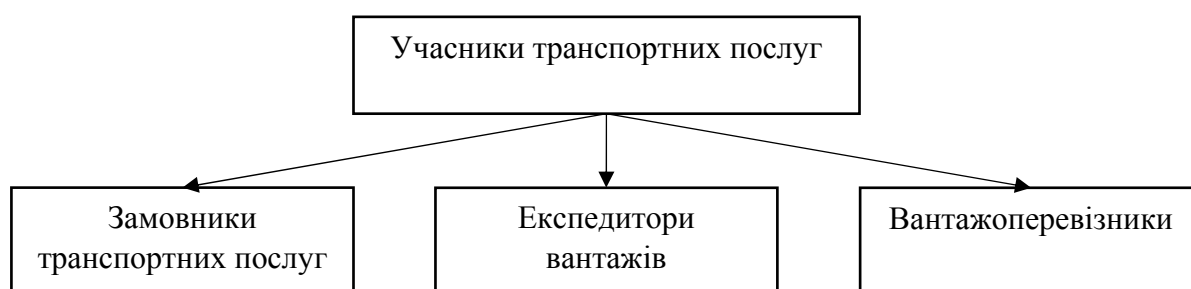 Учасники транспортних послуг
Замовники
транспортних послуг
Експедитори
вантажів
Вантажоперевізники